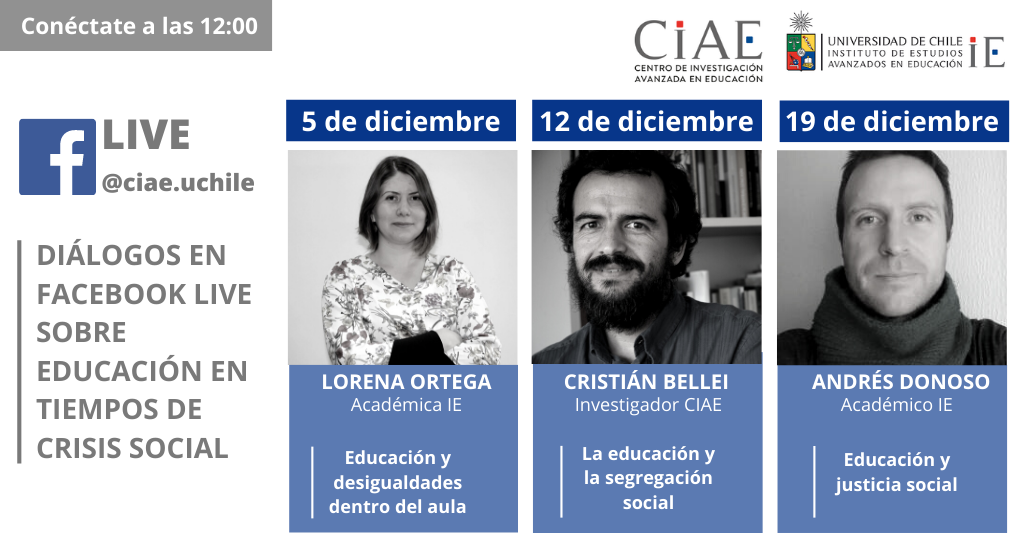 Conéctate a las 12:00
CiAE
CENTRO DE INVESTIGACIÓN
AVANZADA EN EDUCACIÓN
UNIVERSIDAD DE CHILE
INSTITUTO DE ESTUDIOS
AVANZADOS EN EDUCACIÓN
iE
f
LIVE
@ciae.uchile
DIÁLOGOS EN
FACEBOOK LIVE
SOBRE
EDUCACIÓN EN
TIEMPOS DE
CRISIS SOCIAL
5 de diciembre
LORENA ORTEGA
Académica IE
Educación y
desigualdades
dentro del aula
12 de diciembre
CRISTIÁN BELLEI
Investigador CIAE
La educación y
la segregación
social
19 de diciembre
ANDRÉS DONOSO
Académico IE
Educación y
justicia social